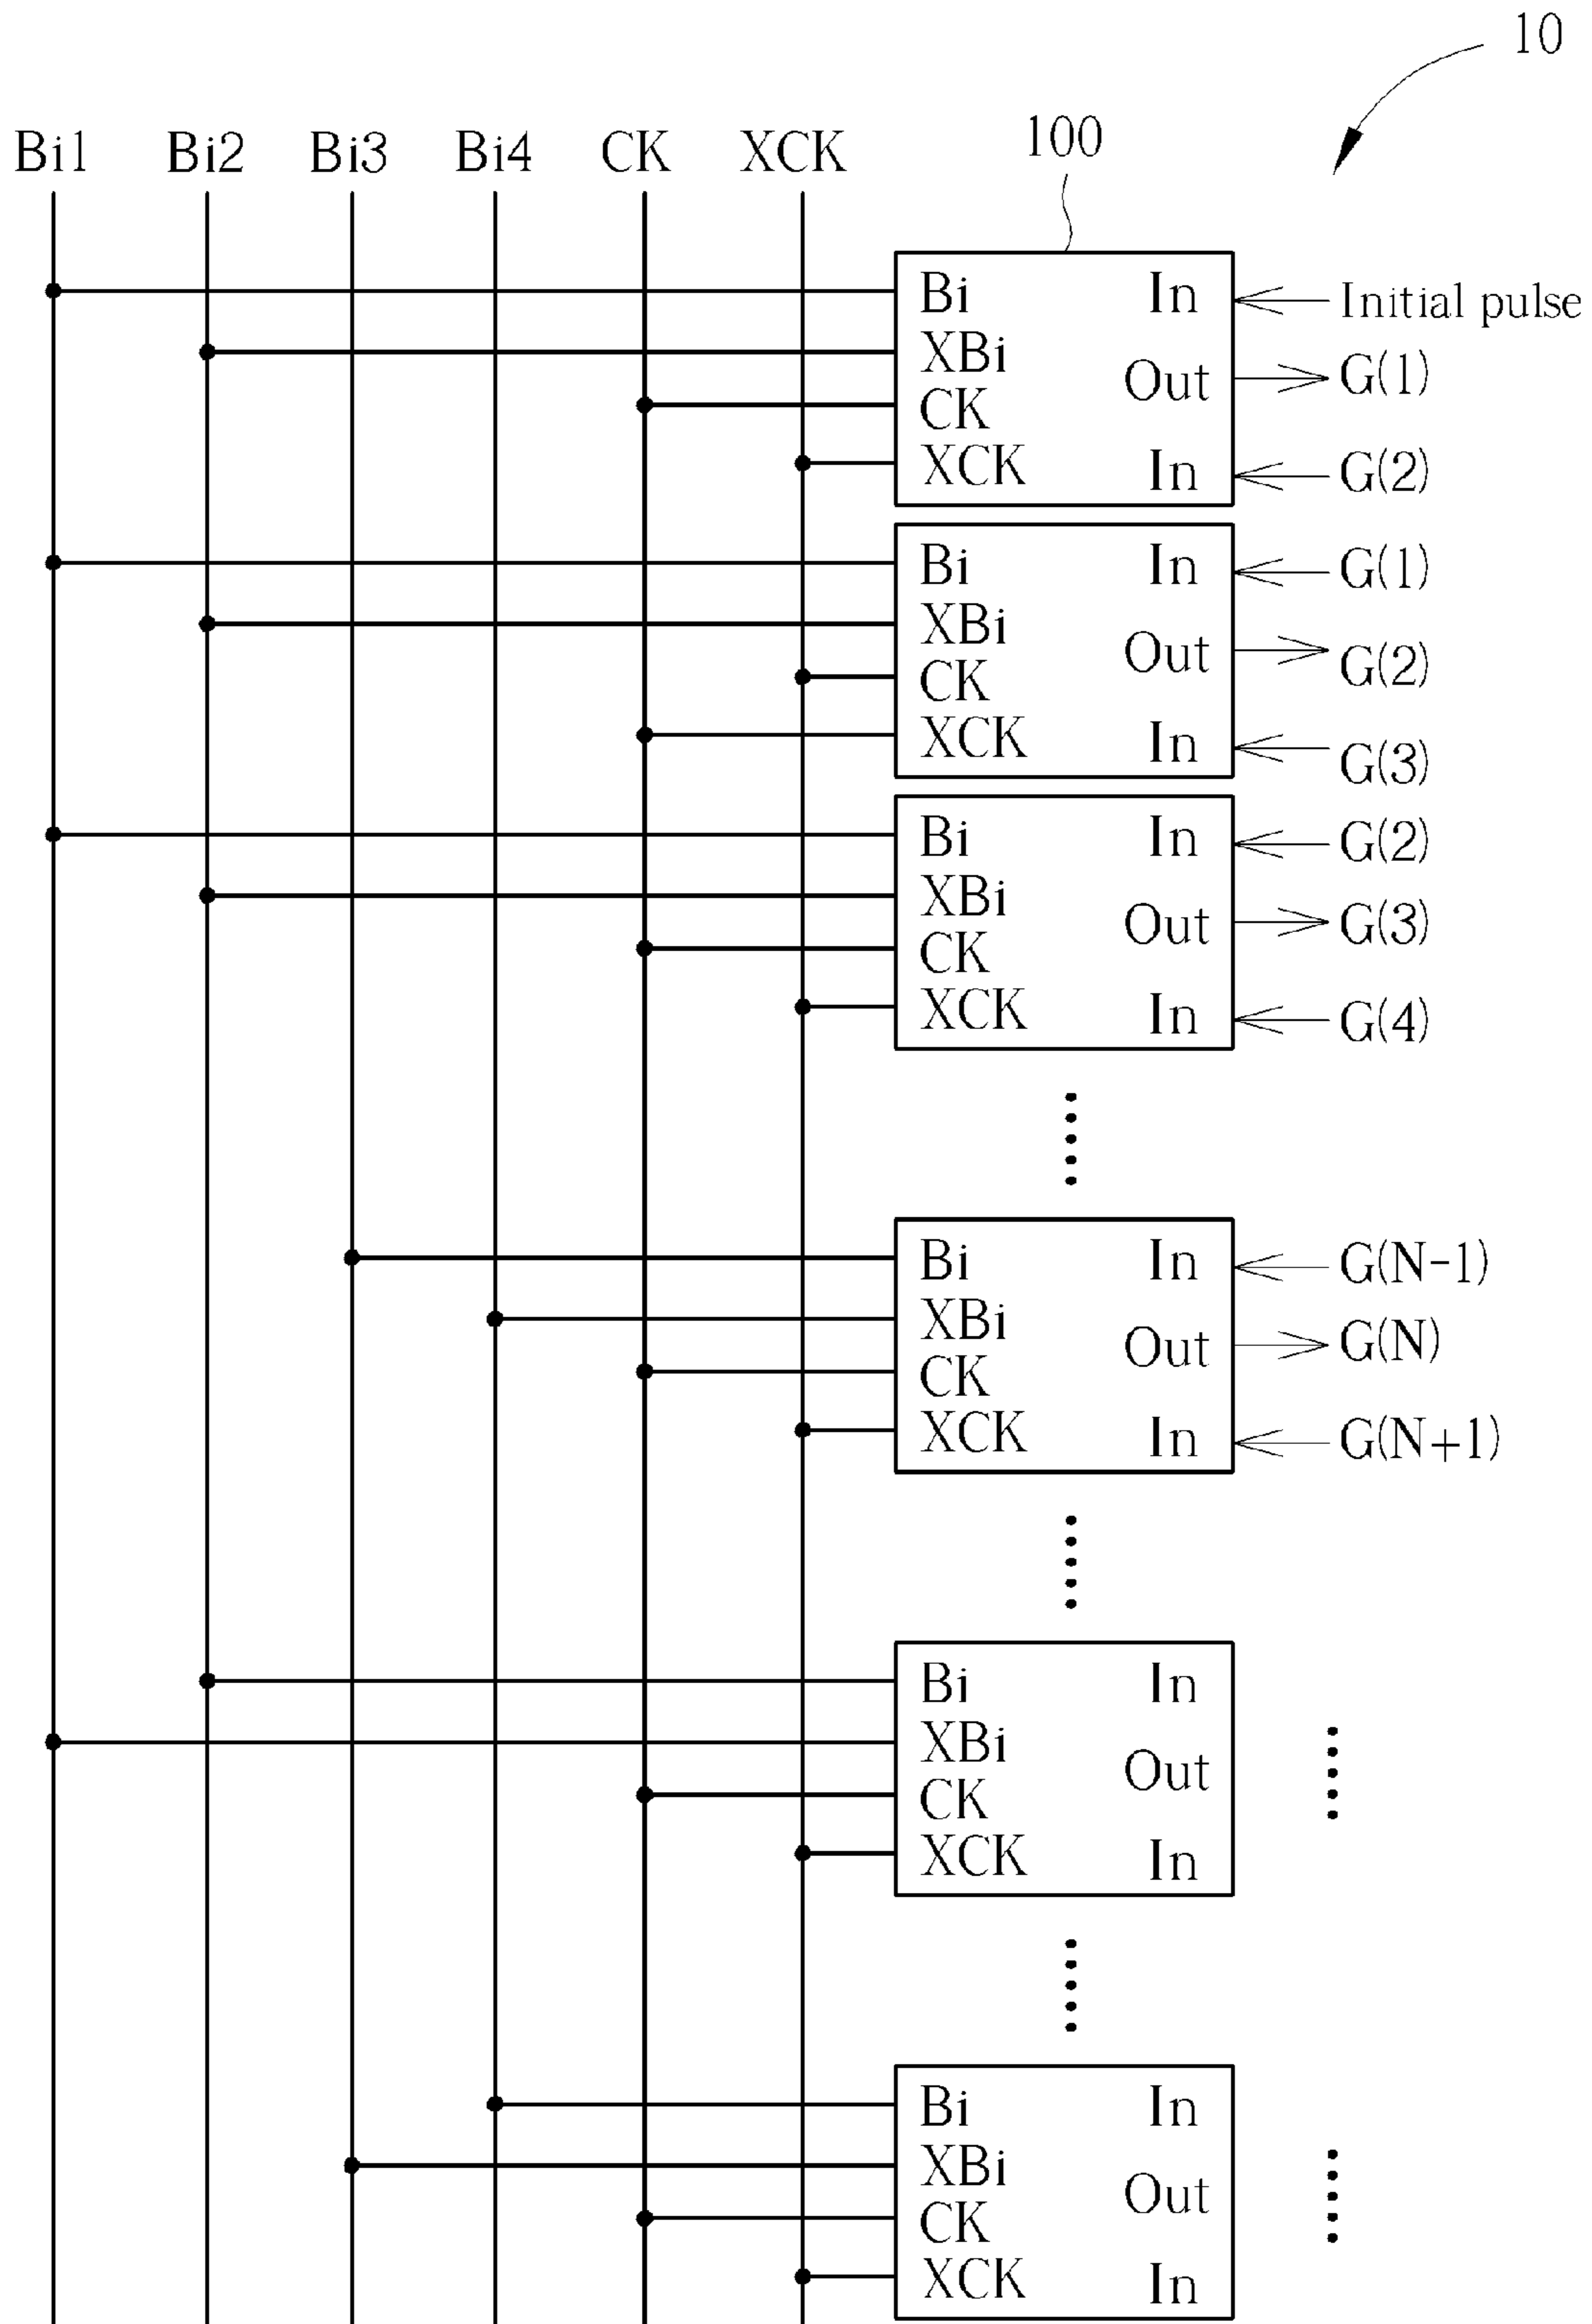 10
Bi1 Bi2 Bi3 Bi4 CK XCK 100
Bi In Initial pulse
XBi Out G(1)
CK
XCK In G(2)
Bi In G(1)
XBi Out G(2)
CK
XCK In G(3)
Bi In G(2)
XBi Out G(3)
CK
XCK In G(4)
Bi In G(N-1)
XBi Out G(N)
CK
XCK In G(N+1)
Bi In
XBi Out
CK
XCK In
Bi In
XBi Out
CK
XCK In